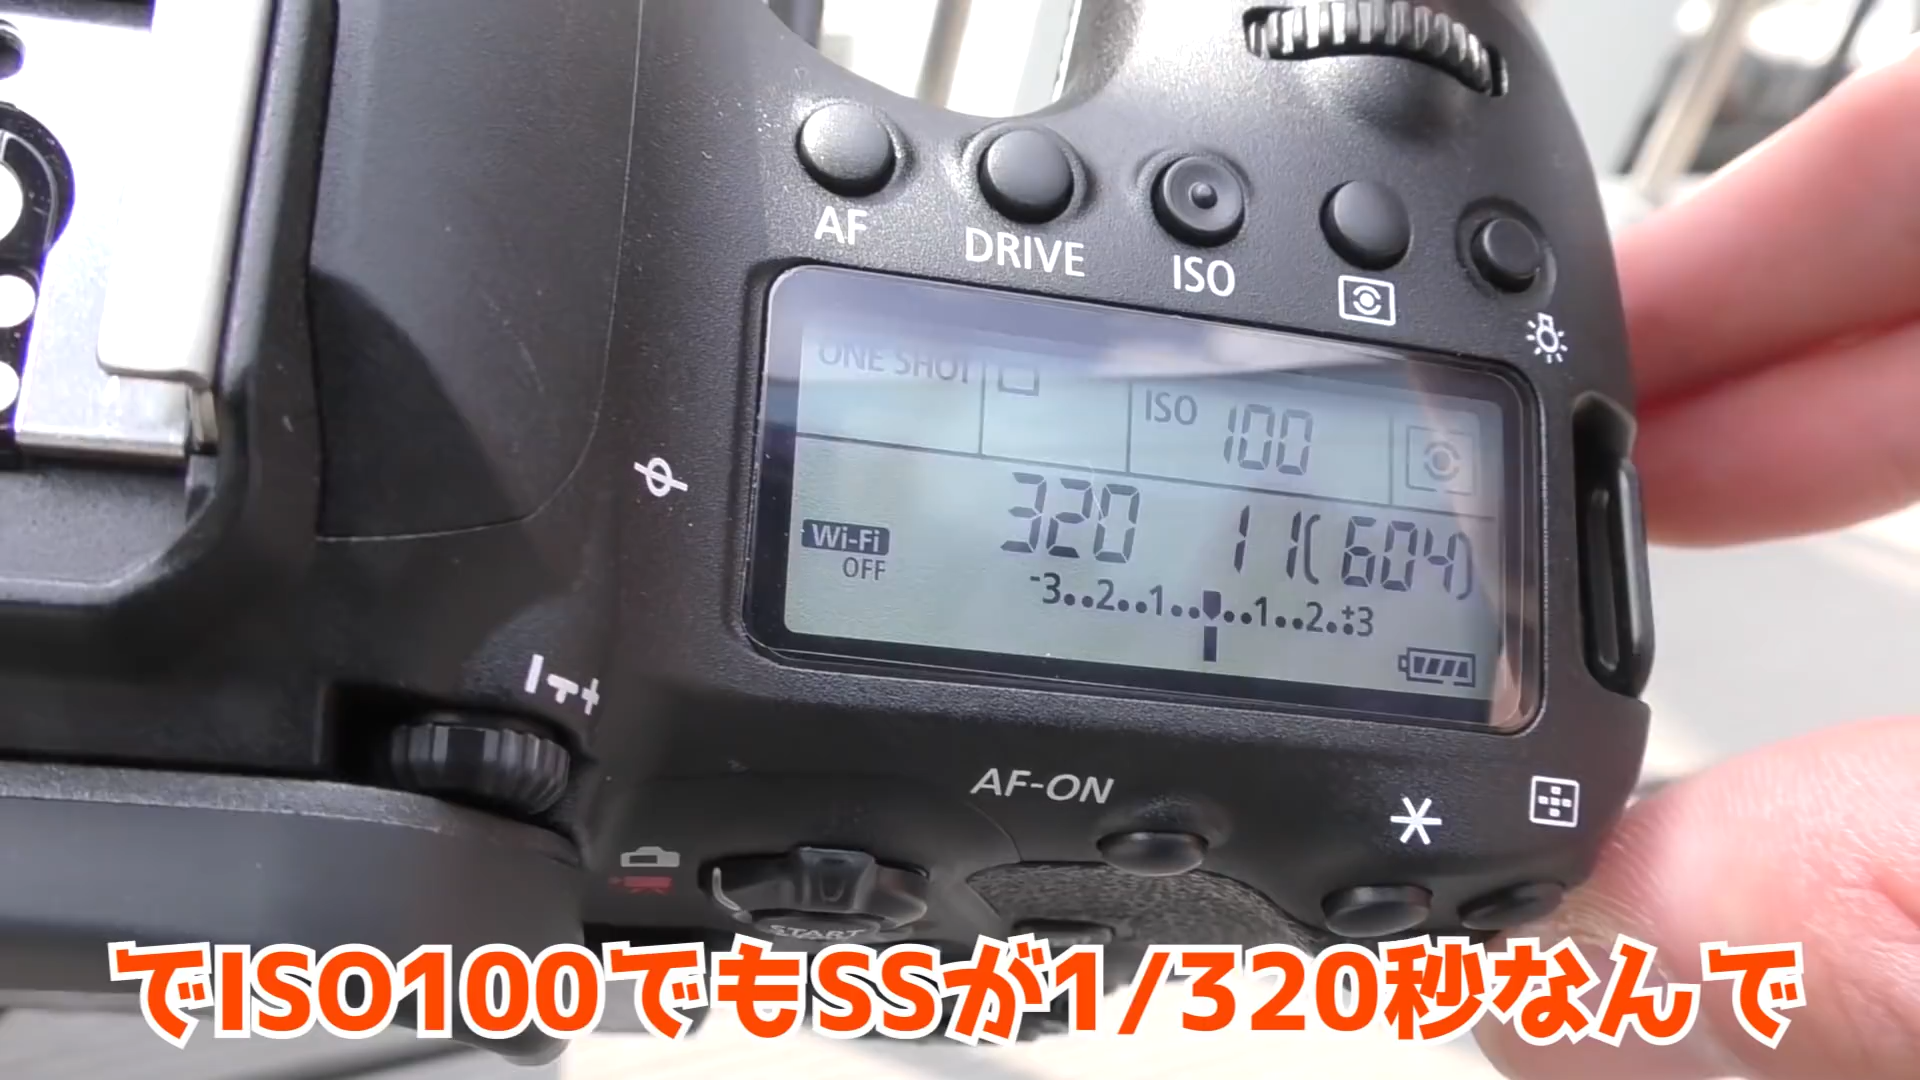 AF
DRIVE
ISO
ONE SHOT
ISO 100
320 11(604)
Wi-Fi
OFF
-3..2..1..■..1..2..+3
AF-ON
START
でISO100でもSSが1/320秒なんで